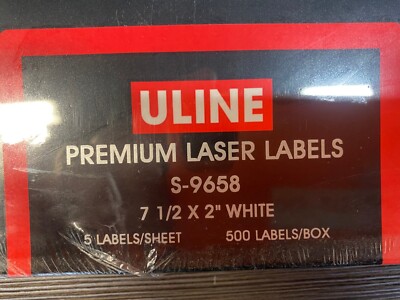 ULINE
PREMIUM LASER LABELS
S-9658
7 1/2 X 2" WHITE
5 LABELS/SHEET 500 LABELS/BOX